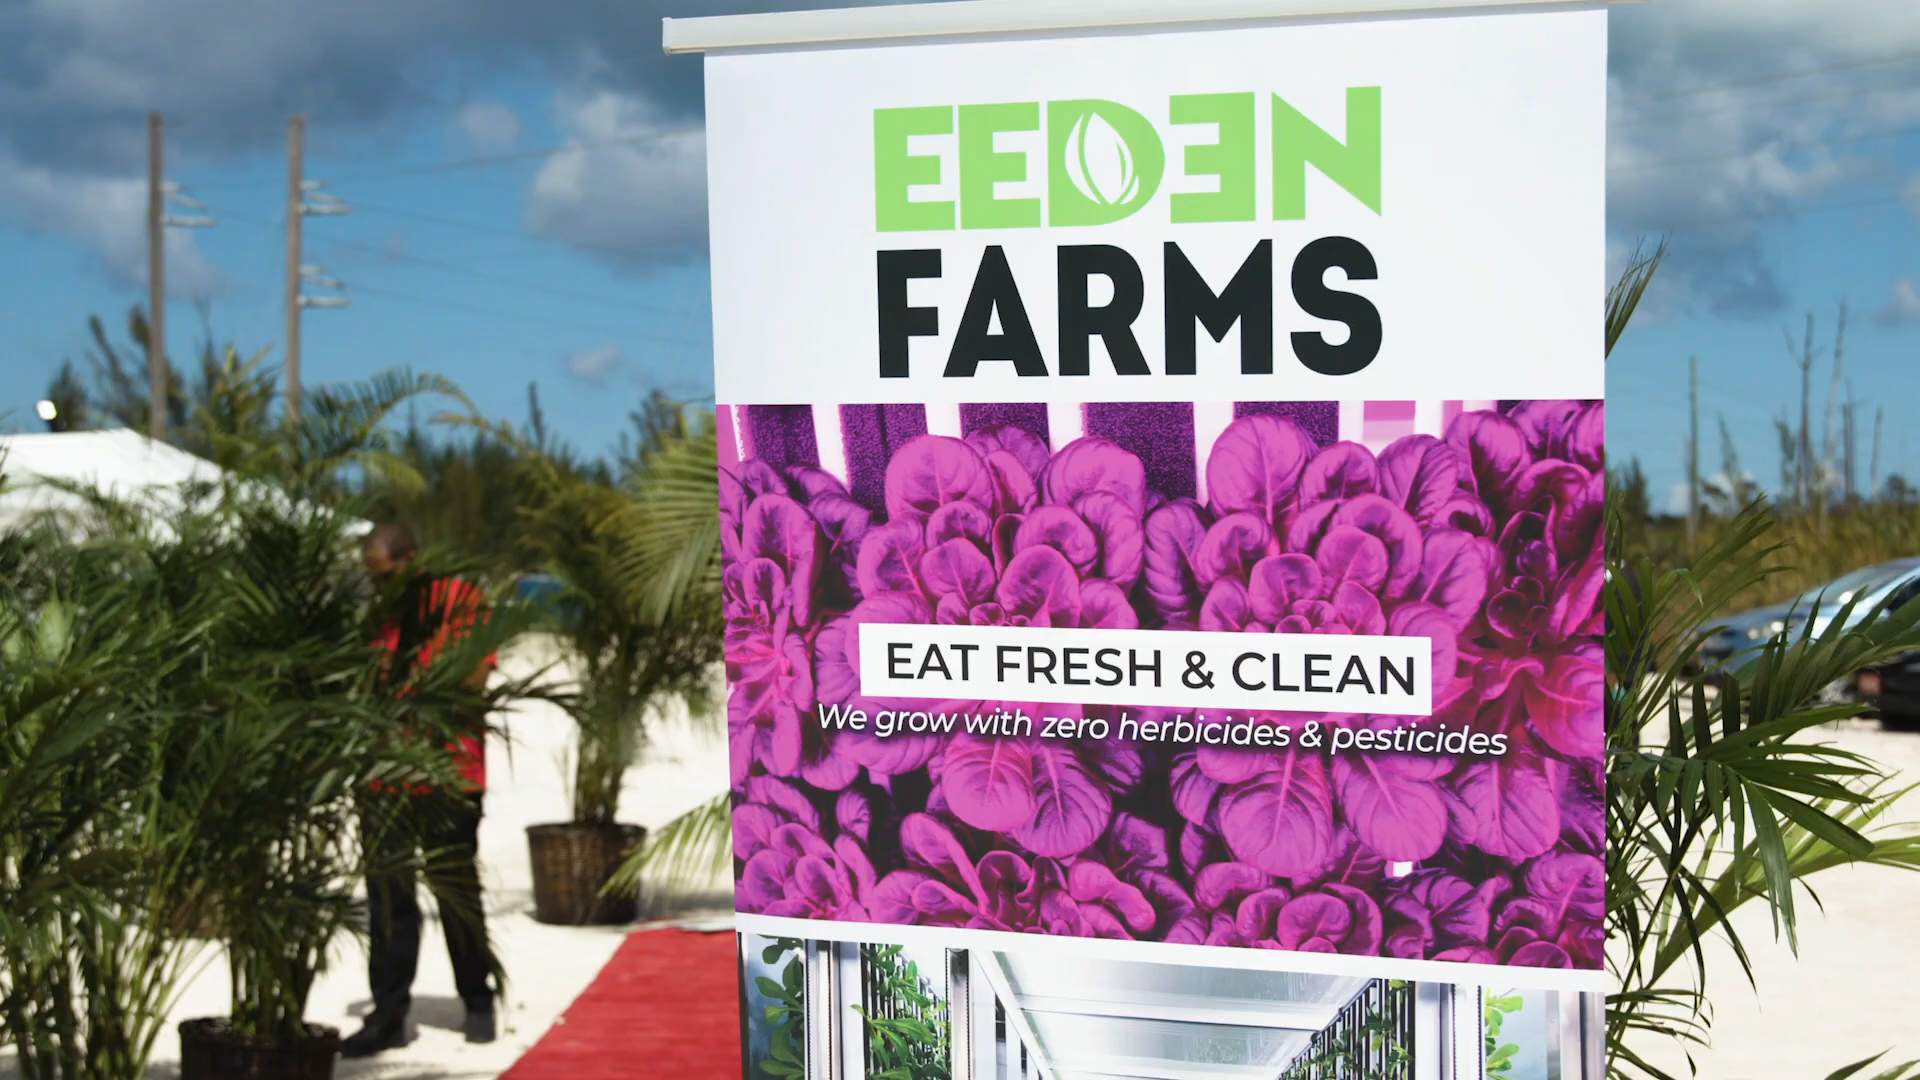 EEDEN
FARMS
EAT FRESH & CLEAN
We grow with zero herbicides & pesticides